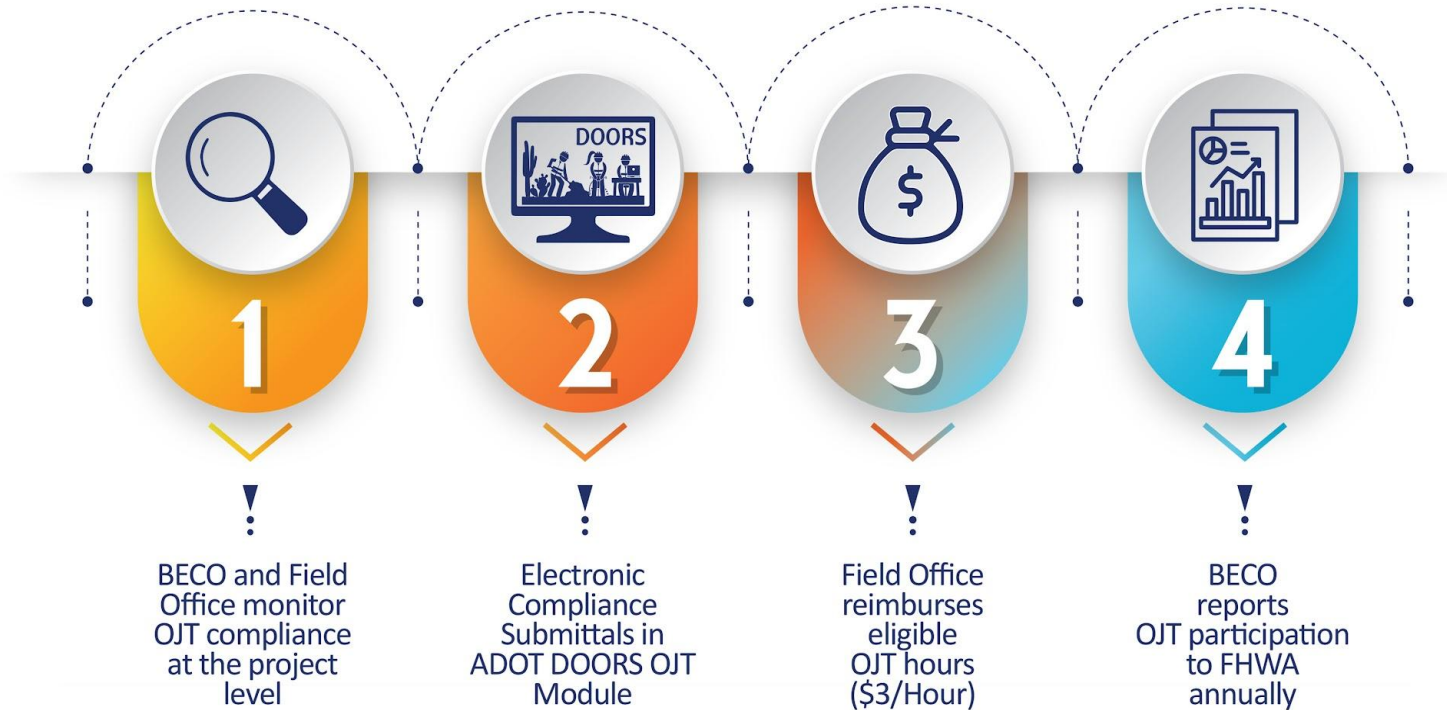 DOORS
$
1
2
3
4
BECO and Field
Office monitor
OJT compliance
at the project
level
Electronic
Compliance
Submittals in
ADOT DOORS OJT
Module
Field Office
reimburses
eligible
OJT hours
($3/Hour)
BECO
reports
OJT participation
to FHWA
annually